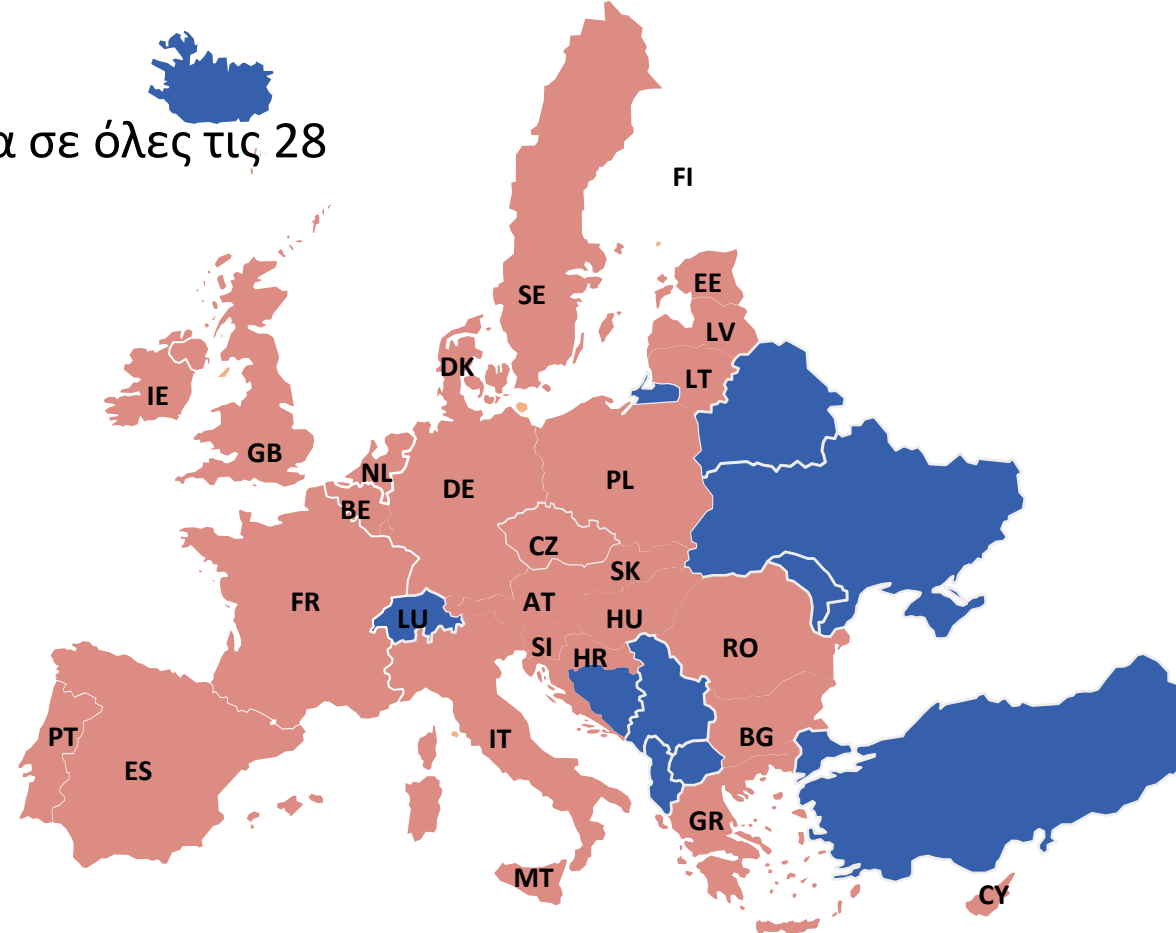 α σε όλες τις 28
FI
SE
EE
LV
DK
LT
IE
GB
NL
DE
PL
BE
CZ
SK
FR
LU
AT
HU
SI
HR
RO
PT
ES
IT
BG
GR
MT
CY